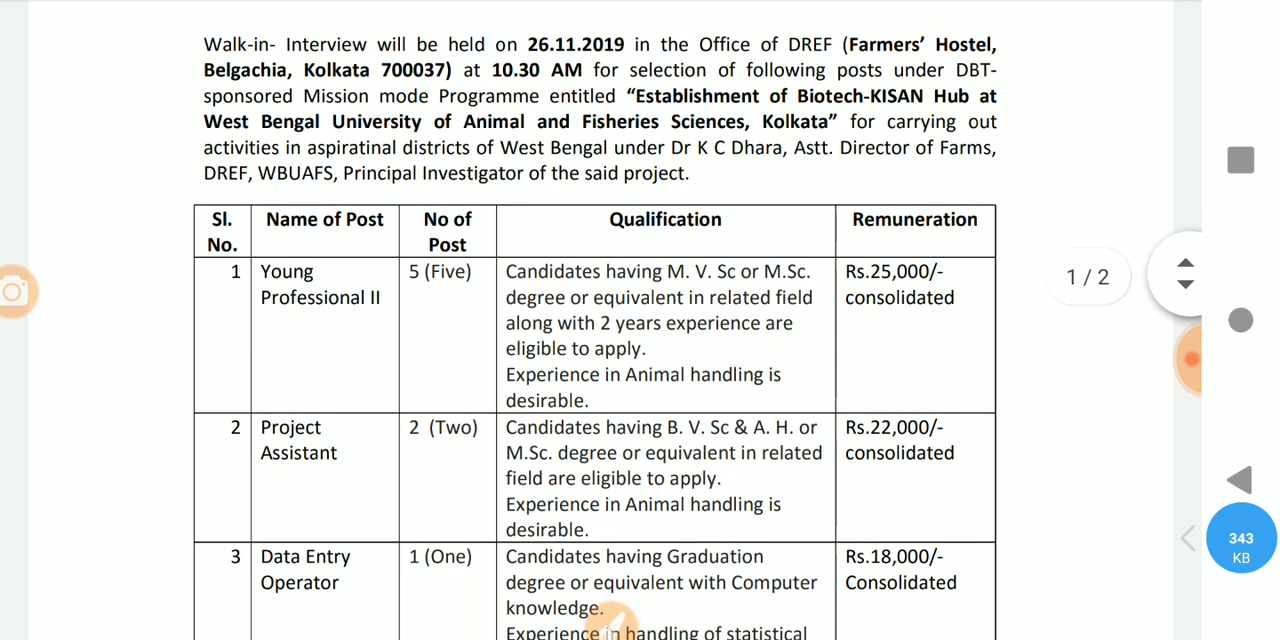 Walk-in- Interview will be held on 26.11.2019 in the Office of DREF (Farmers' Hostel,
Belgachia, Kolkata 700037) at 10.30 AM for selection of following posts under DBT-
sponsored Mission mode Programme entitled "Establishment of Biotech-KISAN Hub at
West Bengal University of Animal and Fisheries Sciences, Kolkata" for carrying out
activities in aspiratinal districts of West Bengal under Dr K C Dhara, Astt. Director of Farms,
DREF, WBUAFS, Principal Investigator of the said project.
Sl. No. Name of Post No of Post Qualification Remuneration
1 Young Professional II 5 (Five) Candidates having M. V. Sc or M.Sc.
degree or equivalent in related field
along with 2 years experience are
eligible to apply.
Experience in Animal handling is
desirable.
Rs.25,000/-
consolidated
2 Project Assistant 2 (Two) Candidates having B. V. Sc & A. H. or
M.Sc. degree or equivalent in related
field are eligible to apply.
Experience in Animal handling is
desirable.
Rs.22,000/-
consolidated
3 Data Entry Operator 1 (One) Candidates having Graduation
degree or equivalent with Computer
knowledge.
Experience in handling of statistical
Rs.18,000/-
Consolidated
1 / 2
343
KB